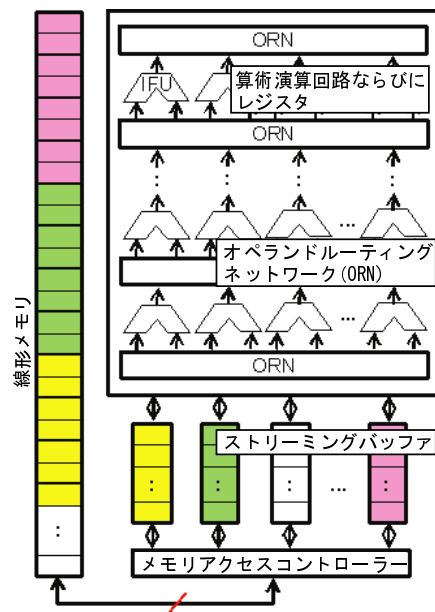 ORN
IFU
算術演算回路ならびに
レジスタ
ORN
:
:
:
:
...
オペランドルーティング
ネットワーク(ORN)
...
ORN
線形メモリ
:
ストリーミングバッファ
:
:
:
...
:
メモリアクセスコントローラー